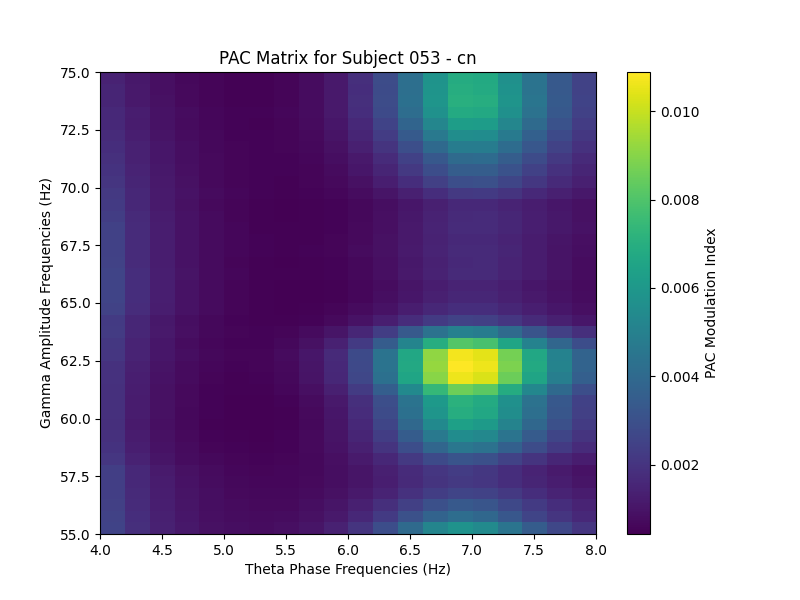 PAC Matrix for Subject 053 - cn
75.0
72.5
70.0
67.5
65.0
62.5
60.0
57.5
55.0
Gamma Amplitude Frequencies (Hz)
4.0 4.5 5.0 5.5 6.0 6.5 7.0 7.5 8.0
Theta Phase Frequencies (Hz)
0.010
0.008
0.006
0.004
0.002
PAC Modulation Index